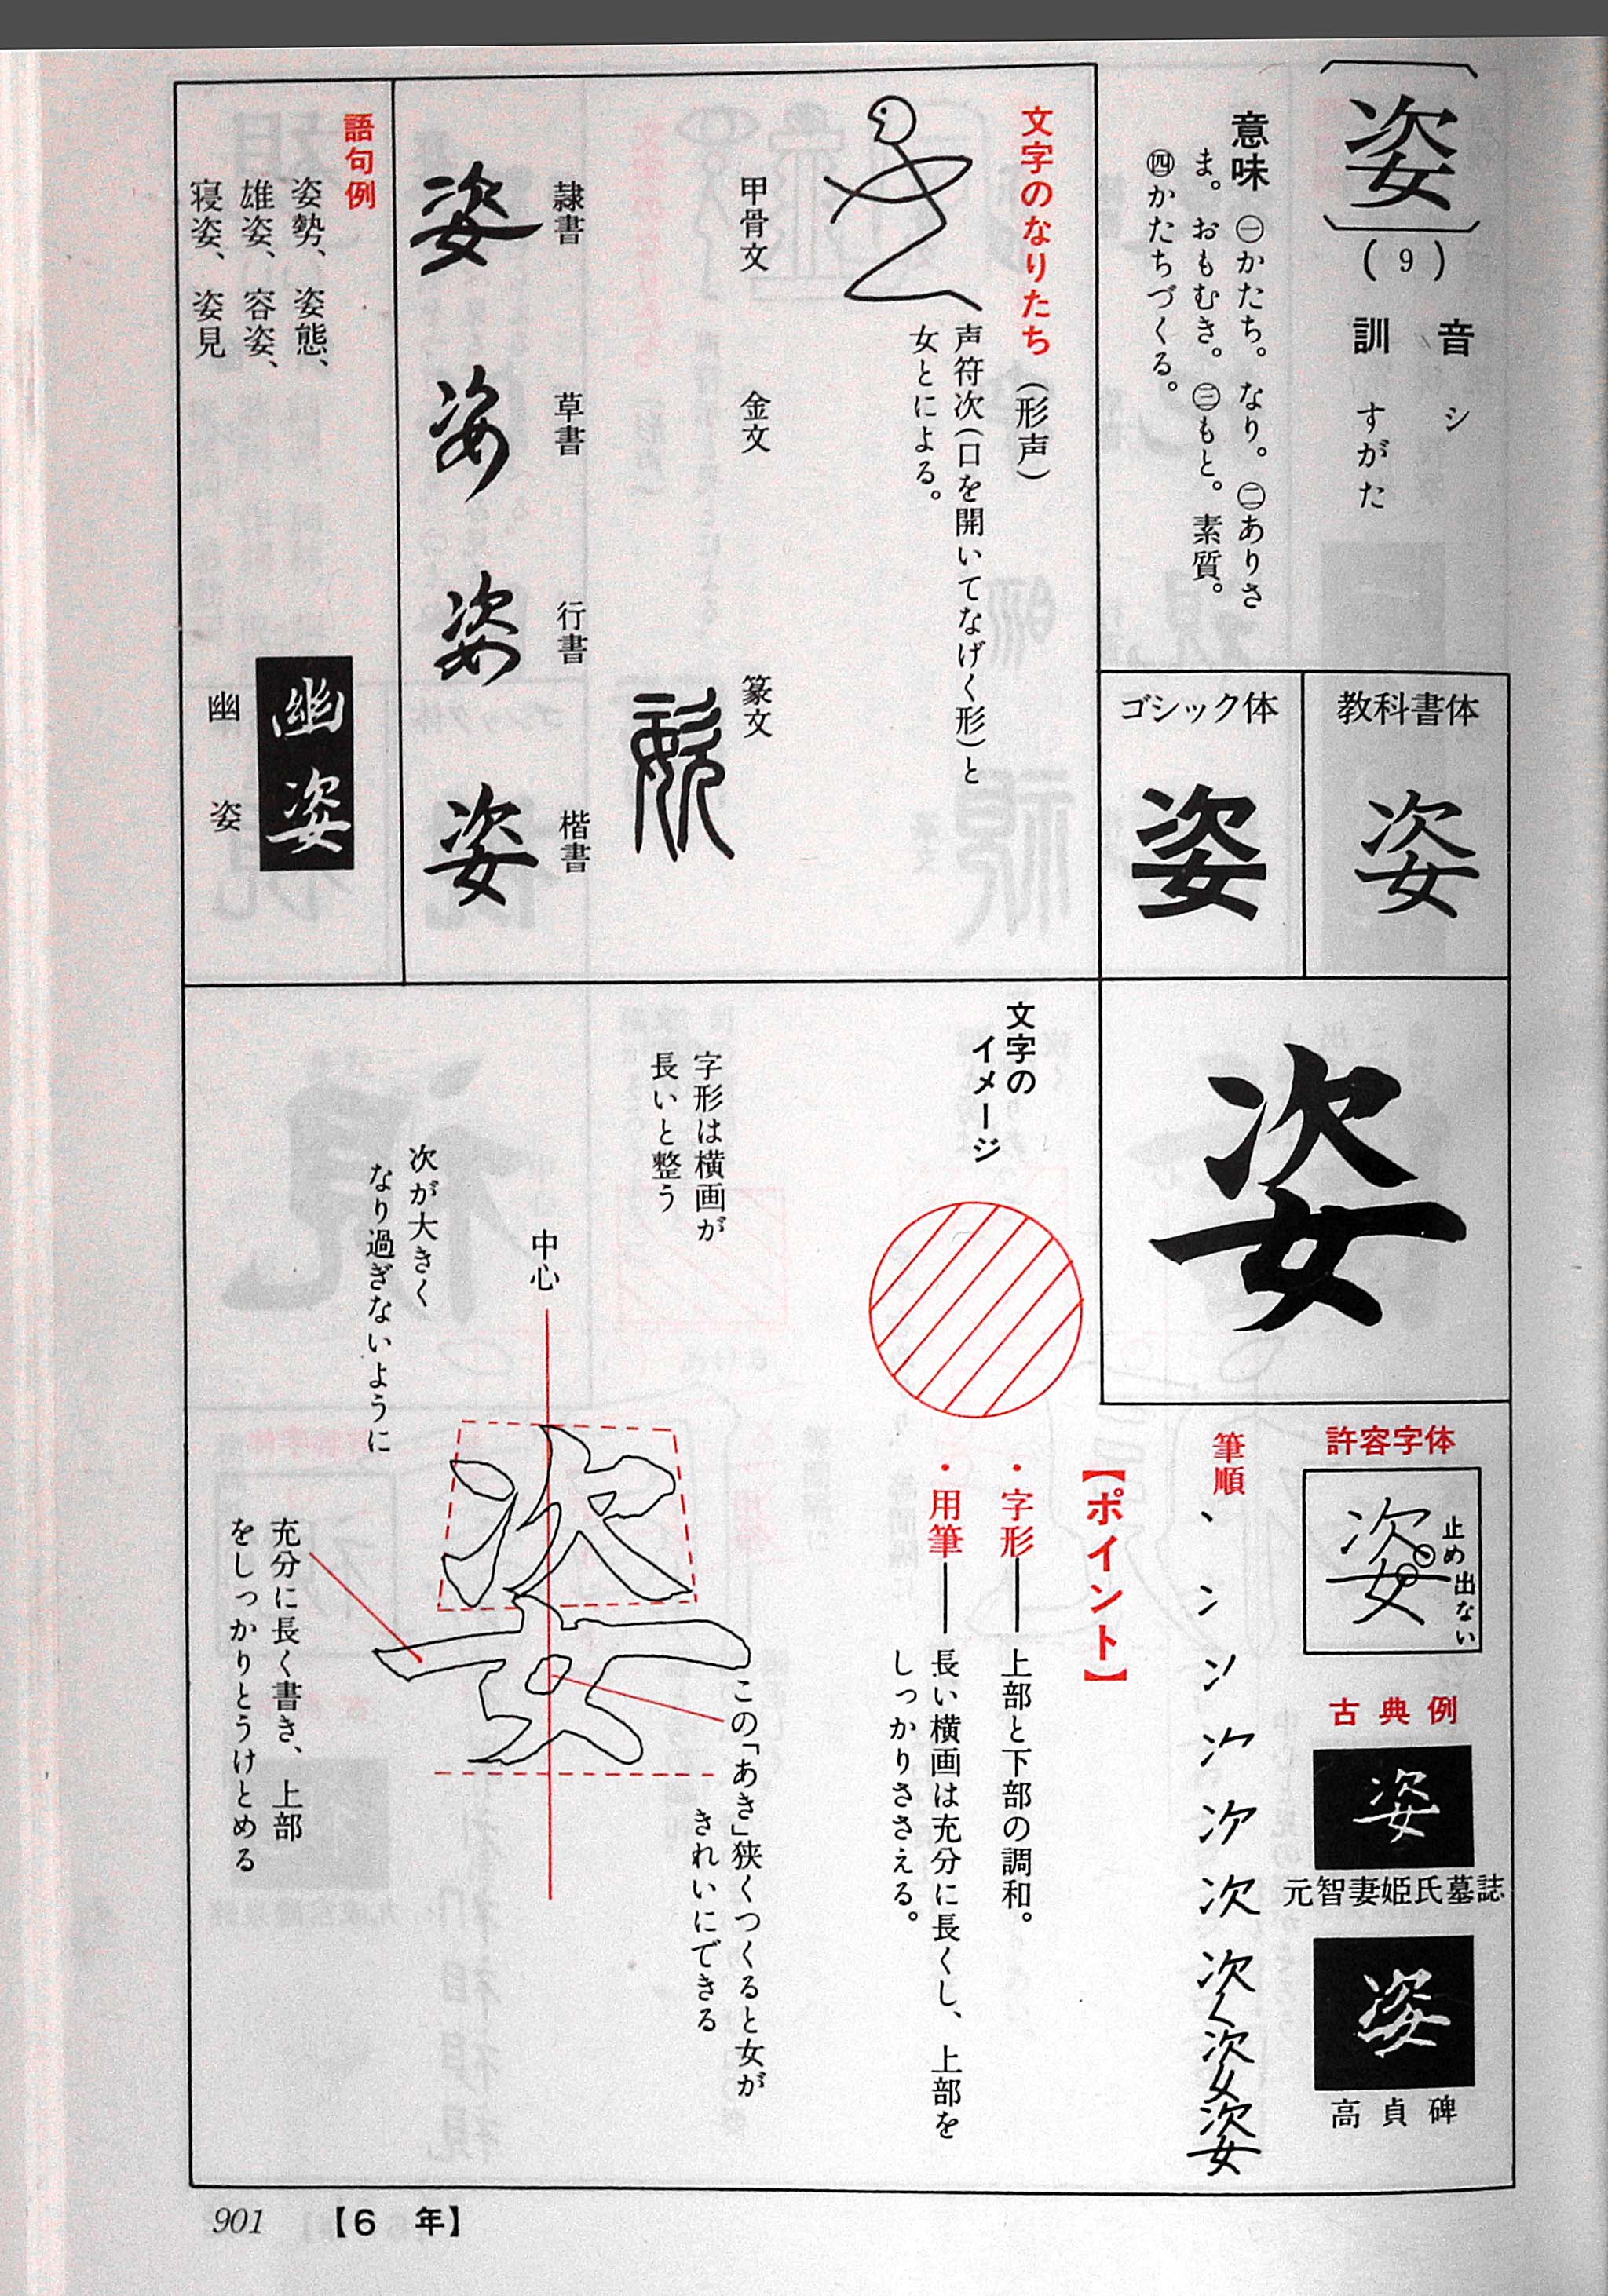 姿
(9)
音 シ
訓 すがた
意味 ㊀かたち。なり。㊁ありさ
ま。おもむき。㊂もと。素質。
㊃かたちづくる。
教科書体
姿
ゴシック体
姿
文字のなりたち(形声)
声符次(口を開いてなげく形)と
女とによる。
甲骨文
金文
篆文
隷書
姿
草書
姿
行書
姿
楷書
姿
語句例
姿勢、姿態、
雄姿、容姿、
寝姿、姿見
幽姿
幽姿
姿
許容字体
姿
止め
出ない
古典例
姿
元智妻姫氏墓誌
姿
高貞碑
筆順
次
次く
次女
姿
文字の
イメージ
【ポイント】
・字形――上部と下部の調和。
・用筆――長い横画は充分に長くし、上部を
しっかりささえる。
字形は横画が
長いと整う
中心
次が大きく
なり過ぎないように
この「あき」狭くつくると女が
きれいにできる
充分に長く書き、上部
をしっかりとうけとめる
901 【6 年】